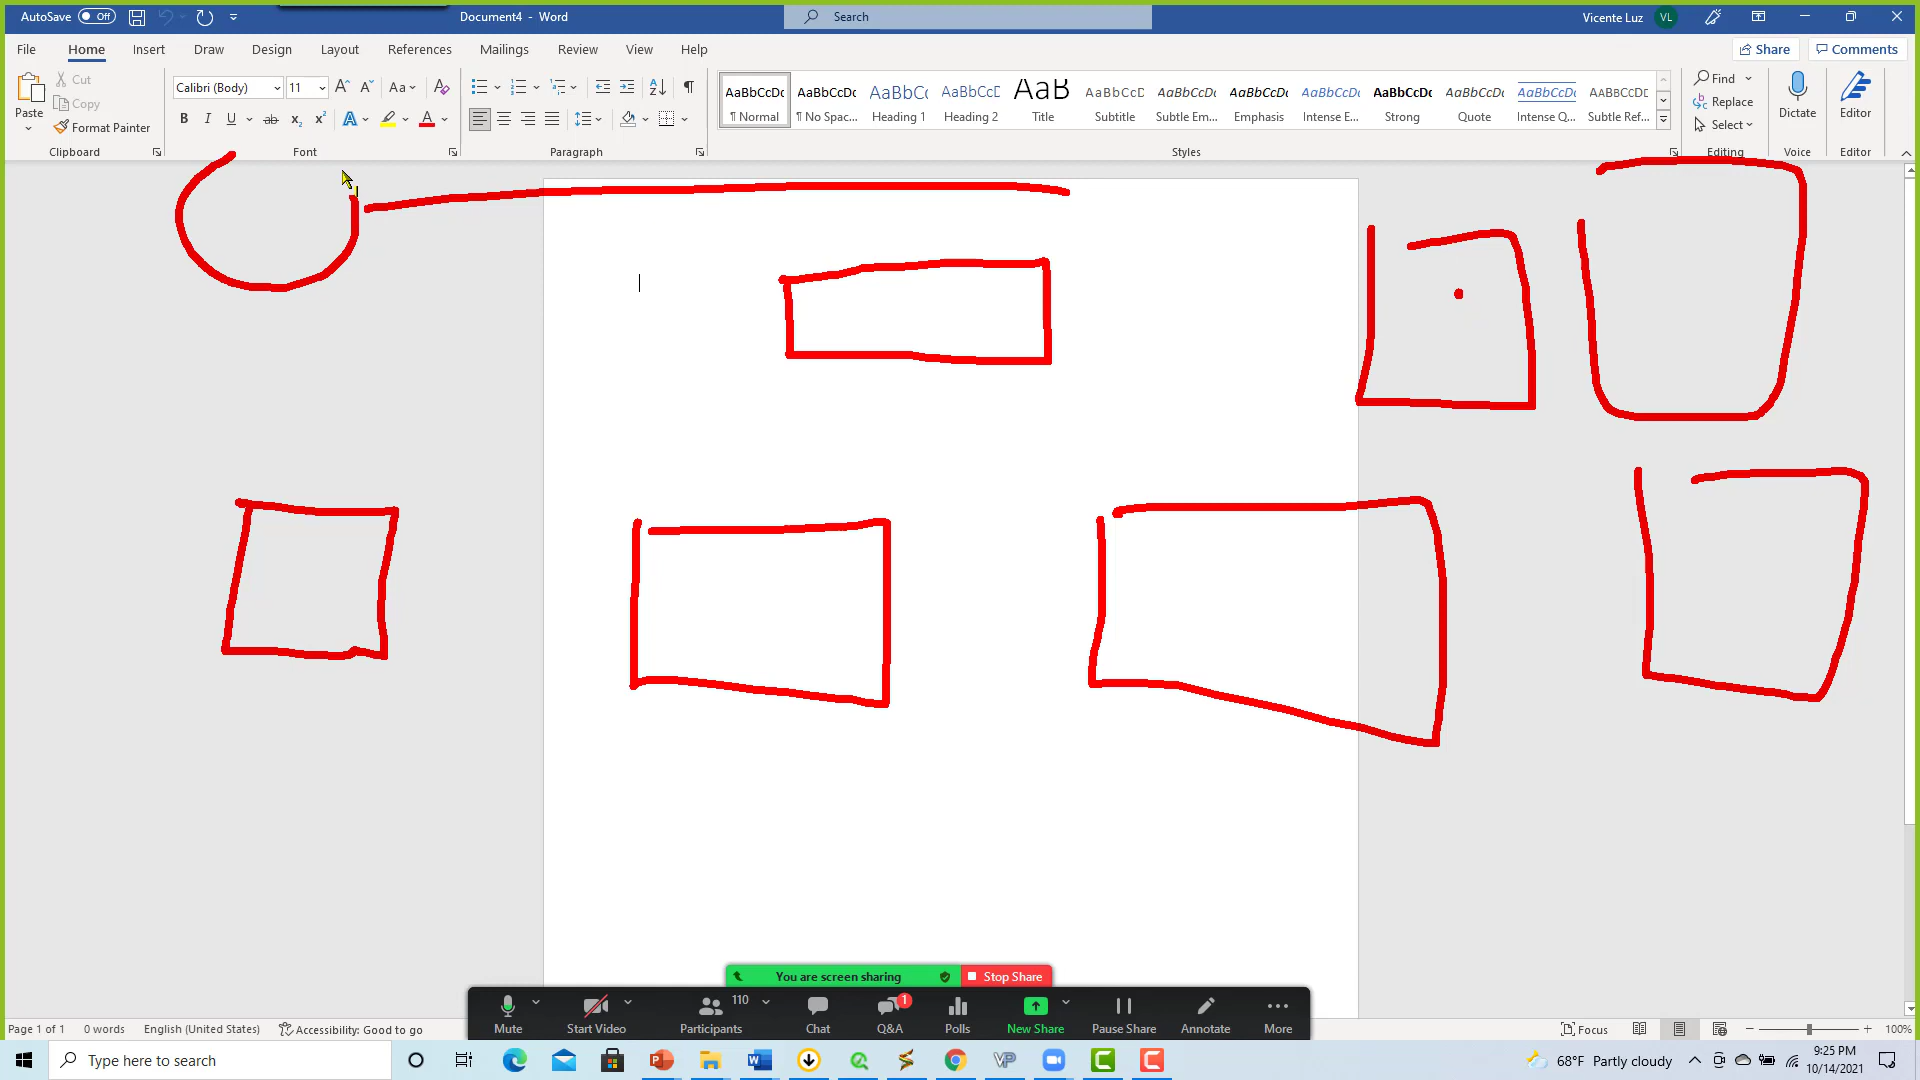 AutoSave Off Document4 - Word Search Vicente Luz VL
File Home Insert Draw Design Layout References Mailings Review View Help Share Comments
Paste Cut Copy Format Painter Clipboard
Calibri (Body) 11 Aa Font
Paragraph
AaBbCcDc ¶ Normal
AaBbCcDc ¶ No Spac...
AaBbCc Heading 1
AaBbCcD Heading 2
AaB Title
AaBbCcD Subtitle
AaBbCcDc Subtle Em...
AaBbCcDc Emphasis
AaBbCcDc Intense E...
AaBbCcDc Strong
AaBbCcDc Quote
AaBbCcDc Intense Q...
AaBbCcDc Subtle Ref...
Styles
Find
Replace
Select
Editing
Dictate
Voice
Editor
Editor
You are screen sharing Stop Share
Mute Start Video Participants 110 Chat Q&A 1 Polls New Share Pause Share Annotate More
Page 1 of 1 0 words English (United States) Accessibility: Good to go Focus 100%
Type here to search 68°F Partly cloudy 9:25 PM
10/14/2021